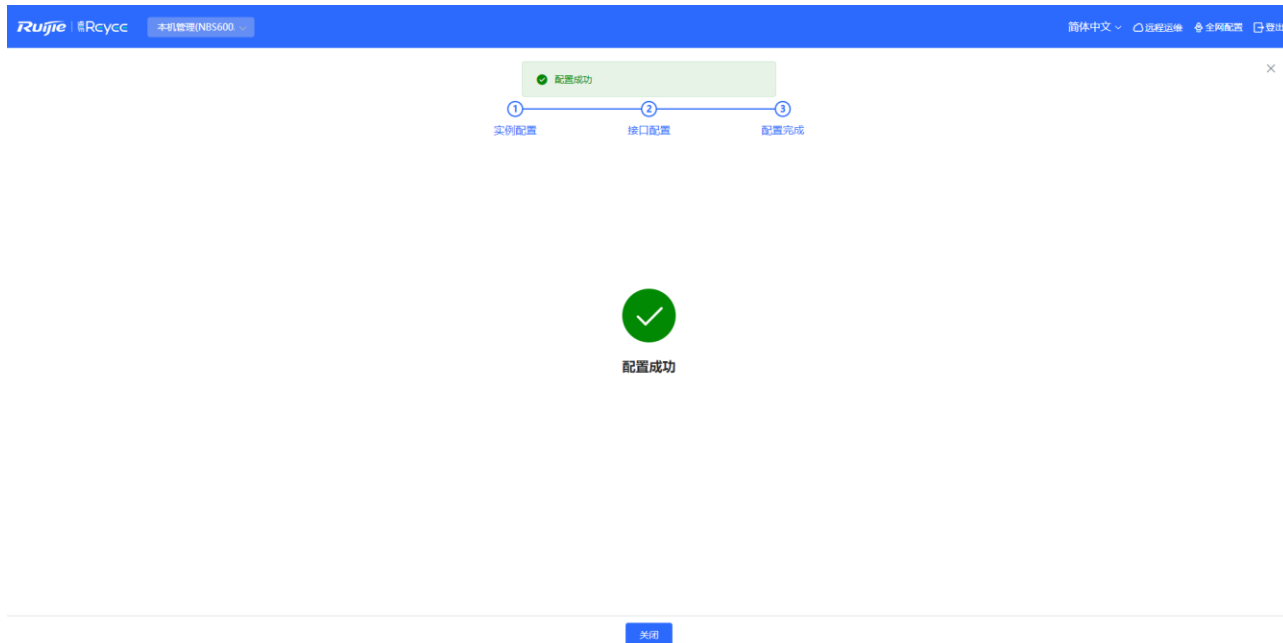 Ruijie | 睿易 Rcycc 本机管理(NBS600. 简体中文 远程运维 全网配置 登出
配置成功
1 2 3
实例配置 接口配置 配置完成
配置成功
关闭